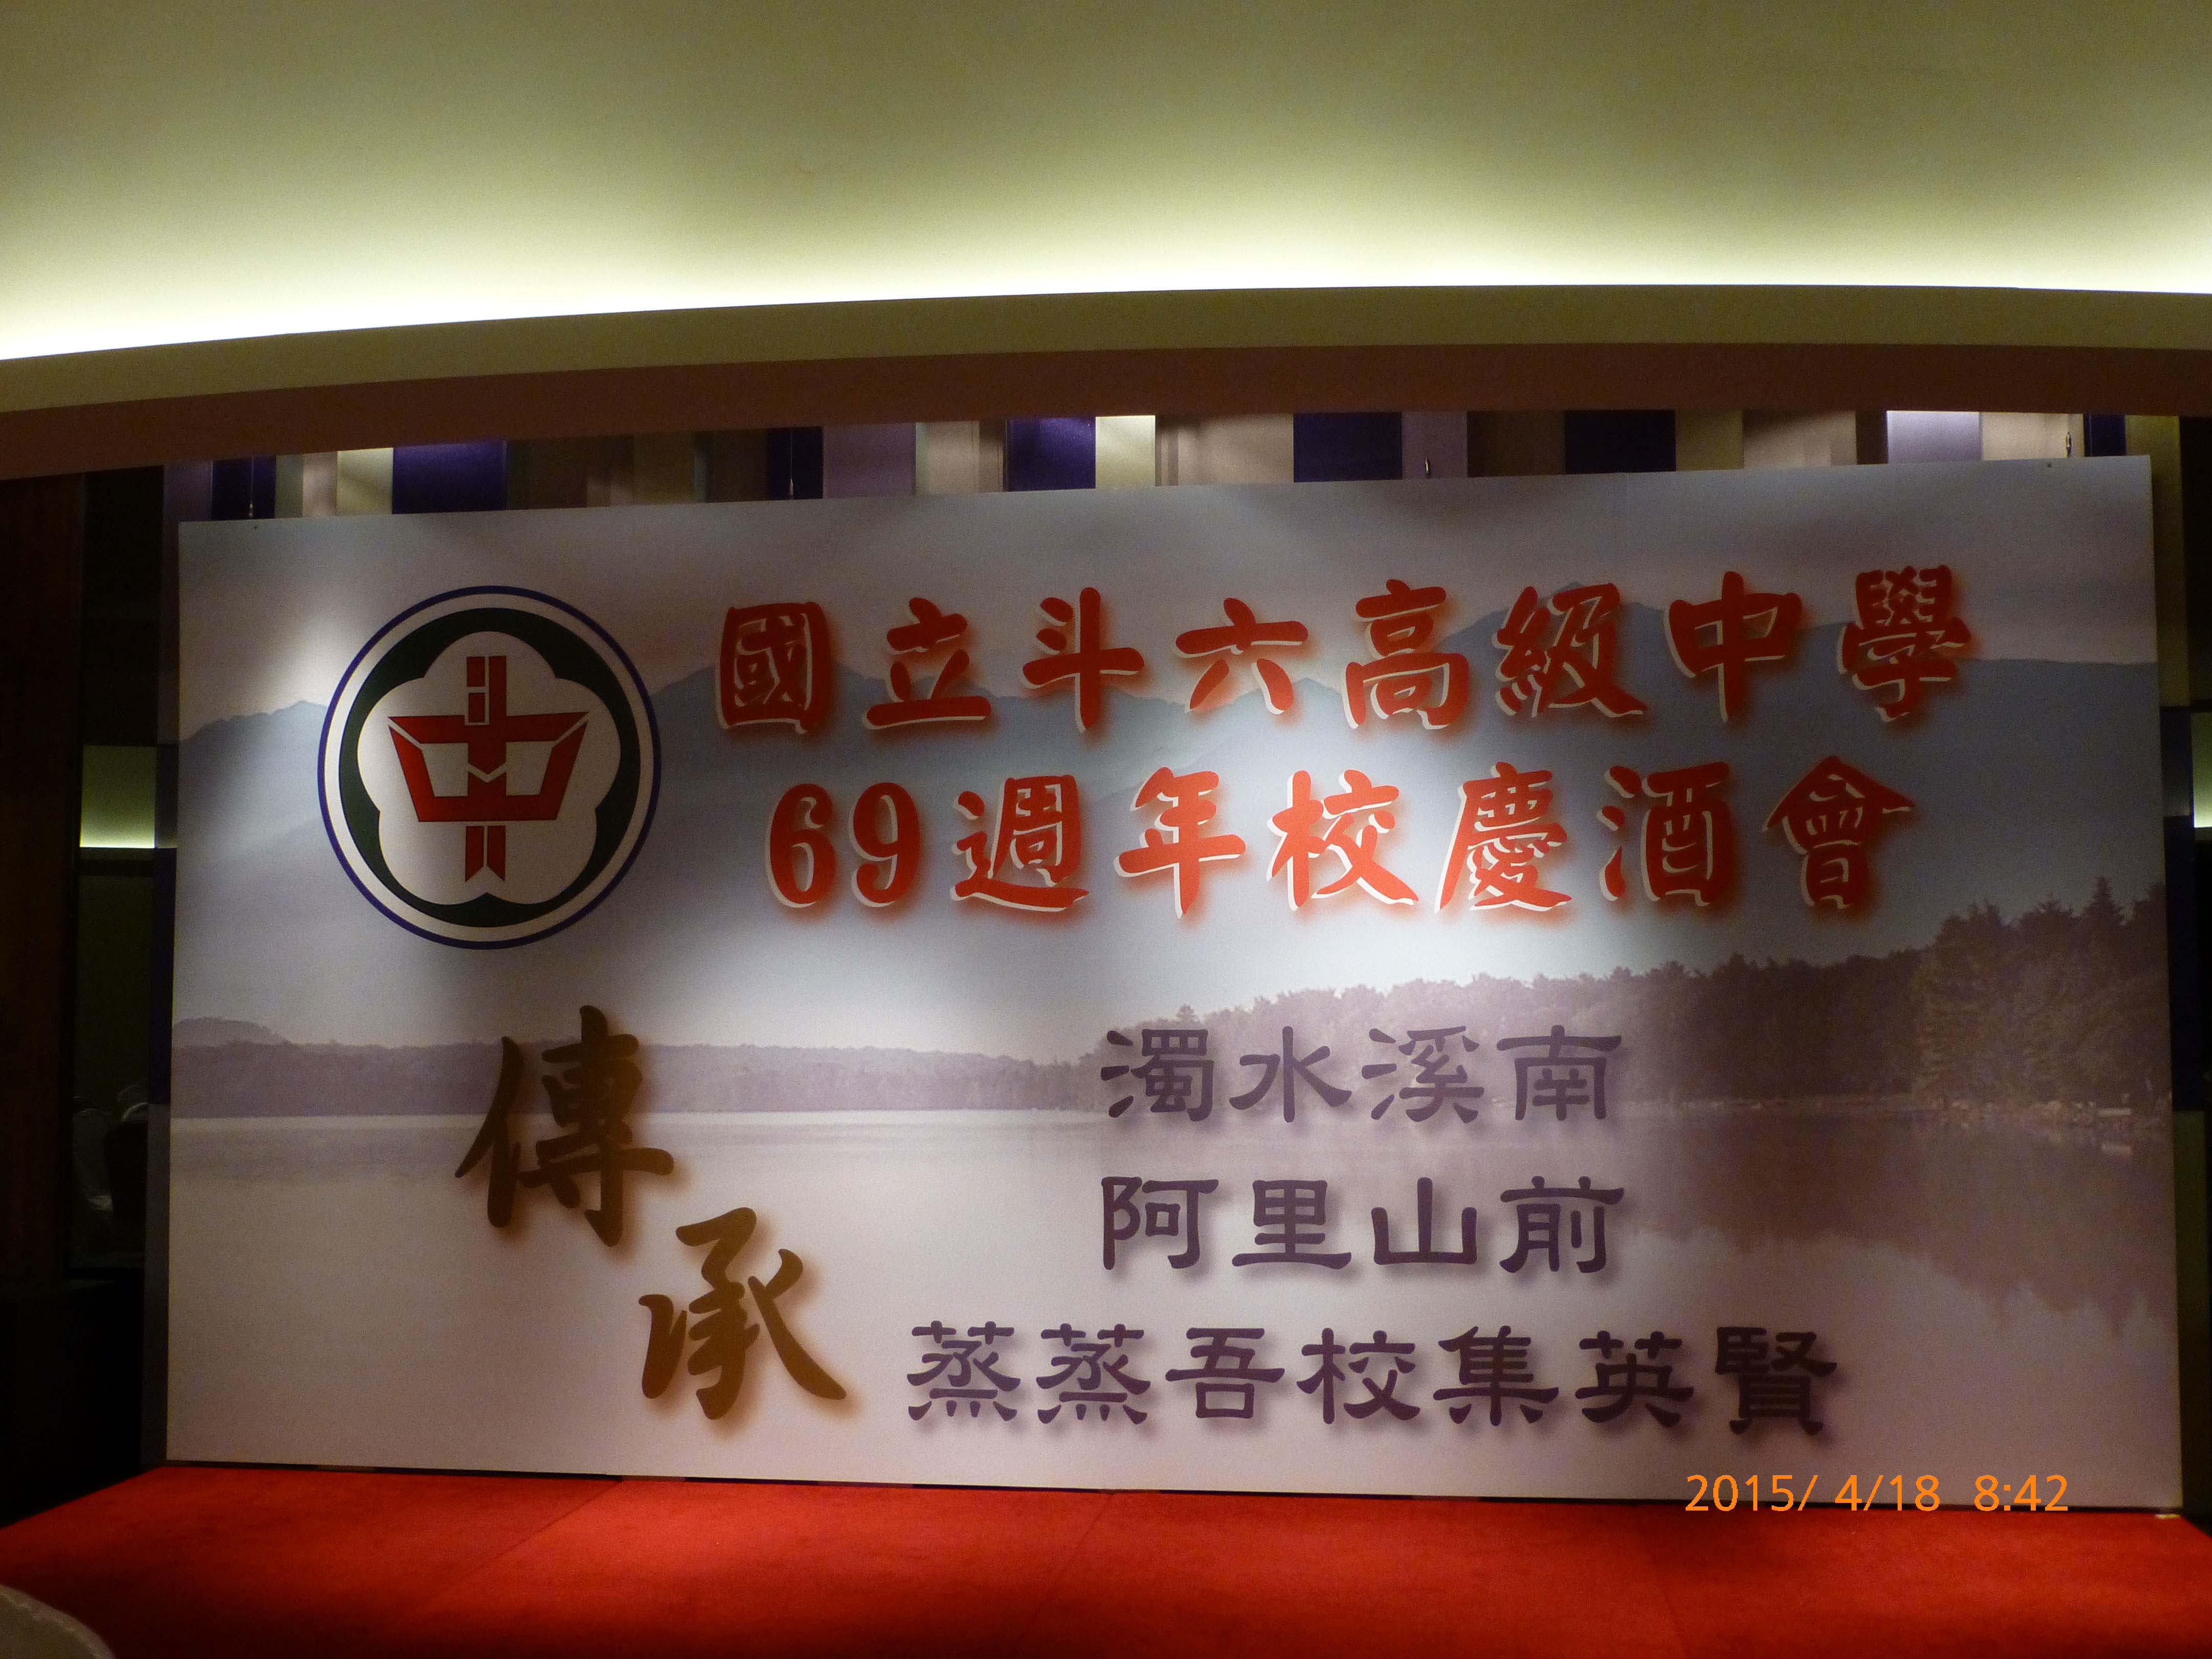 國立斗六高級中學
69週年校慶酒會
傳承
濁水溪南
阿里山前
蒸蒸吾校集英賢
2015/ 4/18 8:42